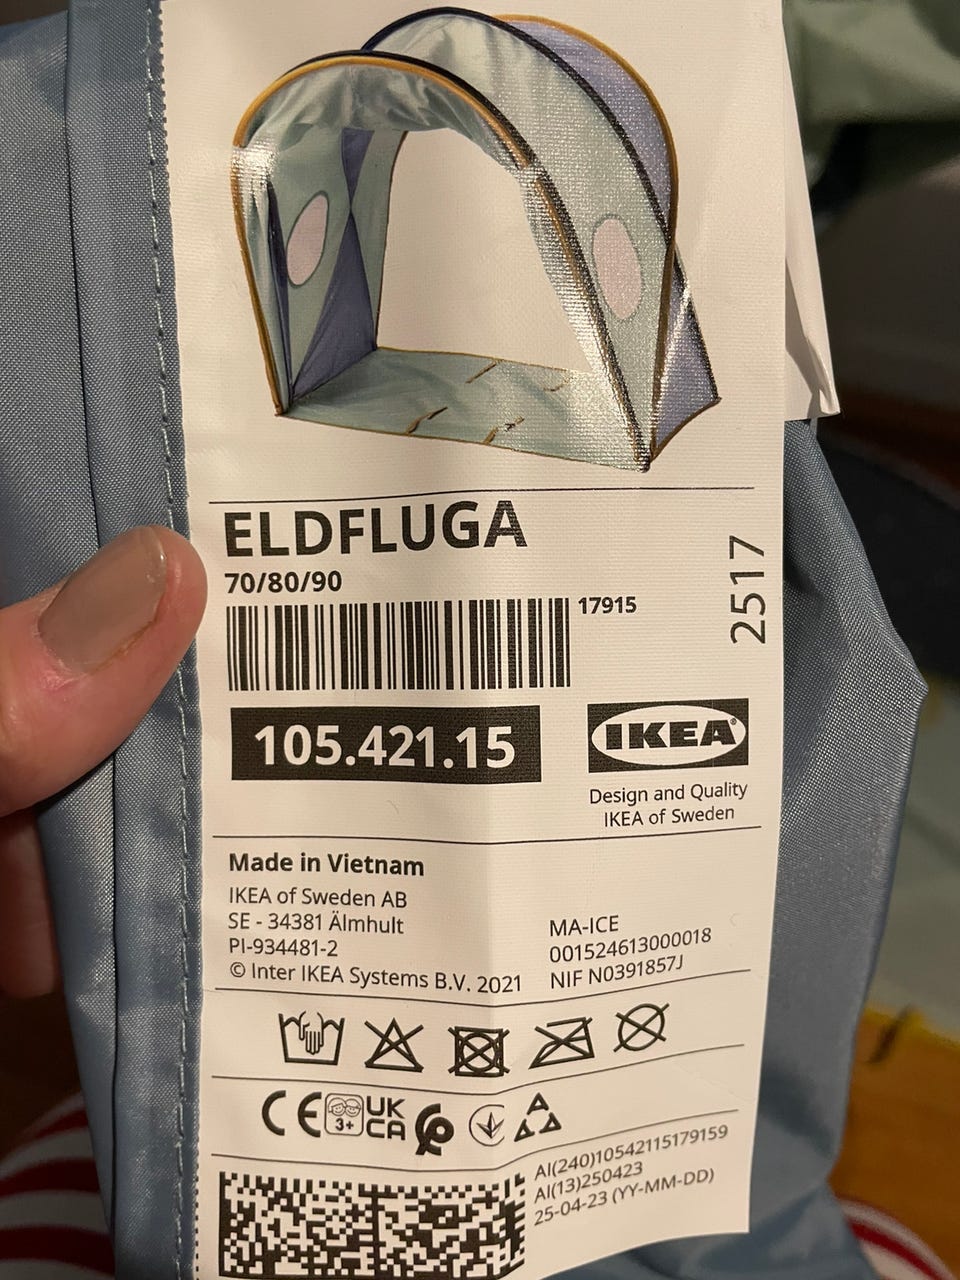 ELDFLUGA
70/80/90
17915
2517
105.421.15
IKEA®
Design and Quality
IKEA of Sweden
Made in Vietnam
IKEA of Sweden AB
SE - 34381 Älmhult
PI-934481-2
© Inter IKEA Systems B.V. 2021
MA-ICE
001524613000018
NIF N0391857J
CE
3+
UK
CA
AI(240)10542115179159
AI(13)250423
25-04-23 (YY-MM-DD)